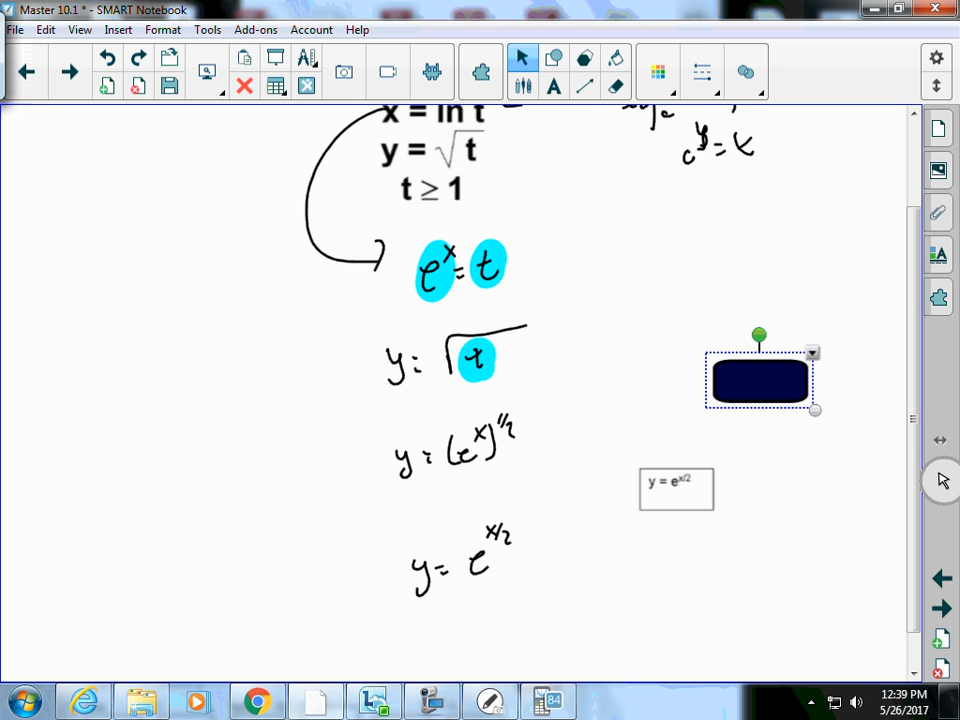 Master 10.1 * - SMART Notebook
File Edit View Insert Format Tools Add-ons Account Help
x = ln t
y = √t
t ≥ 1
e^y = t
e^x = t
y = √t
y = (e^x)^1/2
y = e^x/2
y = e^x/2
84
12:39 PM
5/26/2017